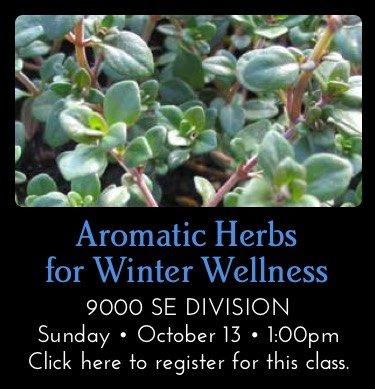 Aromatic Herbs
for Winter Wellness
9000 SE DIVISION
Sunday • October 13 • 1:00pm
Click here to register for this class.